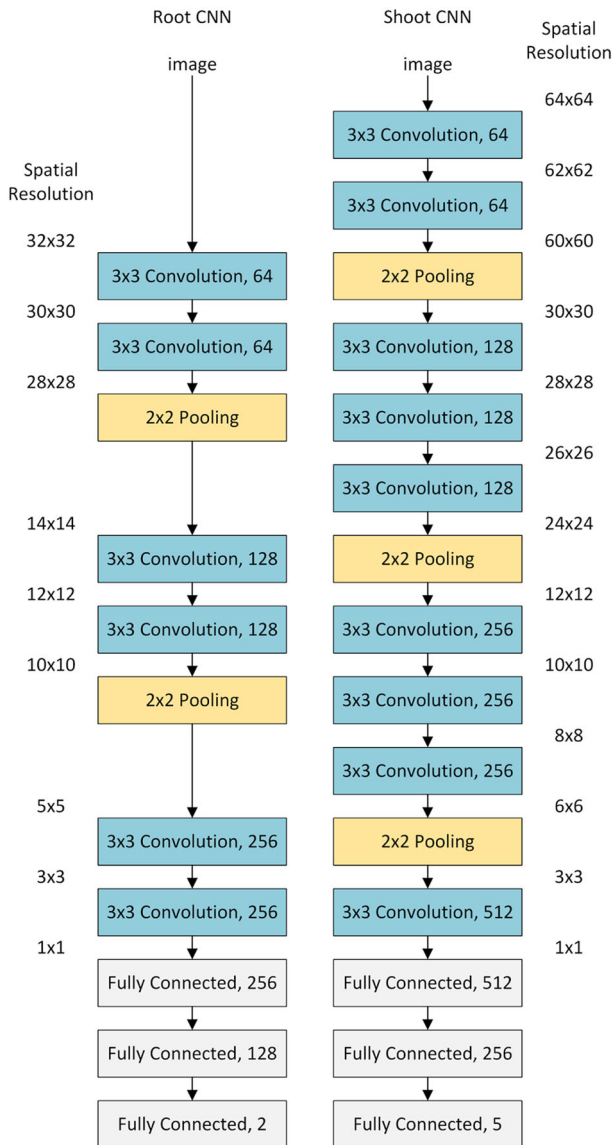 Root CNN
Shoot CNN
Spatial
Resolution
image
image
64x64
3x3 Convolution, 64
62x62
Spatial
Resolution
3x3 Convolution, 64
32x32
60x60
3x3 Convolution, 64
2x2 Pooling
30x30
30x30
3x3 Convolution, 64
3x3 Convolution, 128
28x28
28x28
2x2 Pooling
3x3 Convolution, 128
26x26
3x3 Convolution, 128
14x14
24x24
3x3 Convolution, 128
2x2 Pooling
12x12
12x12
3x3 Convolution, 128
3x3 Convolution, 256
10x10
10x10
2x2 Pooling
3x3 Convolution, 256
8x8
3x3 Convolution, 256
5x5
6x6
3x3 Convolution, 256
2x2 Pooling
3x3
3x3
3x3 Convolution, 256
3x3 Convolution, 512
1x1
1x1
Fully Connected, 256
Fully Connected, 512
Fully Connected, 128
Fully Connected, 256
Fully Connected, 2
Fully Connected, 5